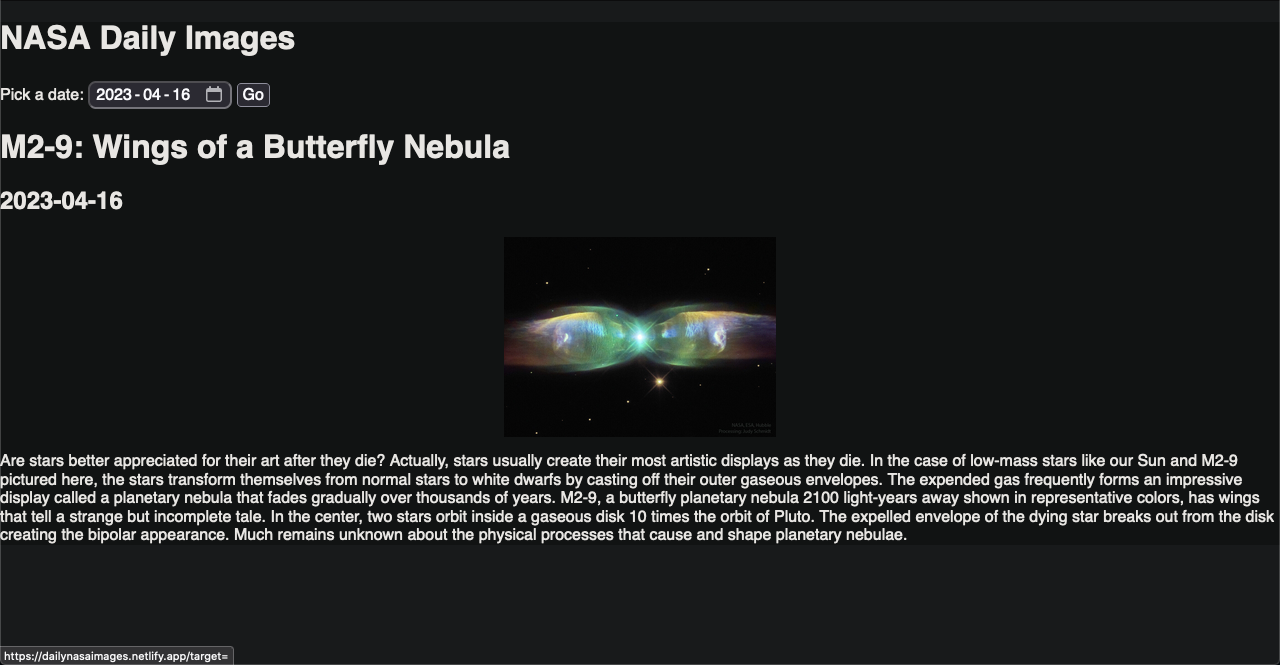 NASA Daily Images
Pick a date: 2023-04-16 Go
M2-9: Wings of a Butterfly Nebula
2023-04-16
NASA, ESA, Hubble
Processing: Judy Schmidt
Are stars better appreciated for their art after they die? Actually, stars usually create their most artistic displays as they die. In the case of low-mass stars like our Sun and M2-9
pictured here, the stars transform themselves from normal stars to white dwarfs by casting off their outer gaseous envelopes. The expended gas frequently forms an impressive
display called a planetary nebula that fades gradually over thousands of years. M2-9, a butterfly planetary nebula 2100 light-years away shown in representative colors, has wings
that tell a strange but incomplete tale. In the center, two stars orbit inside a gaseous disk 10 times the orbit of Pluto. The expelled envelope of the dying star breaks out from the disk
creating the bipolar appearance. Much remains unknown about the physical processes that cause and shape planetary nebulae.
https://dailynasaimages.netlify.app/target=